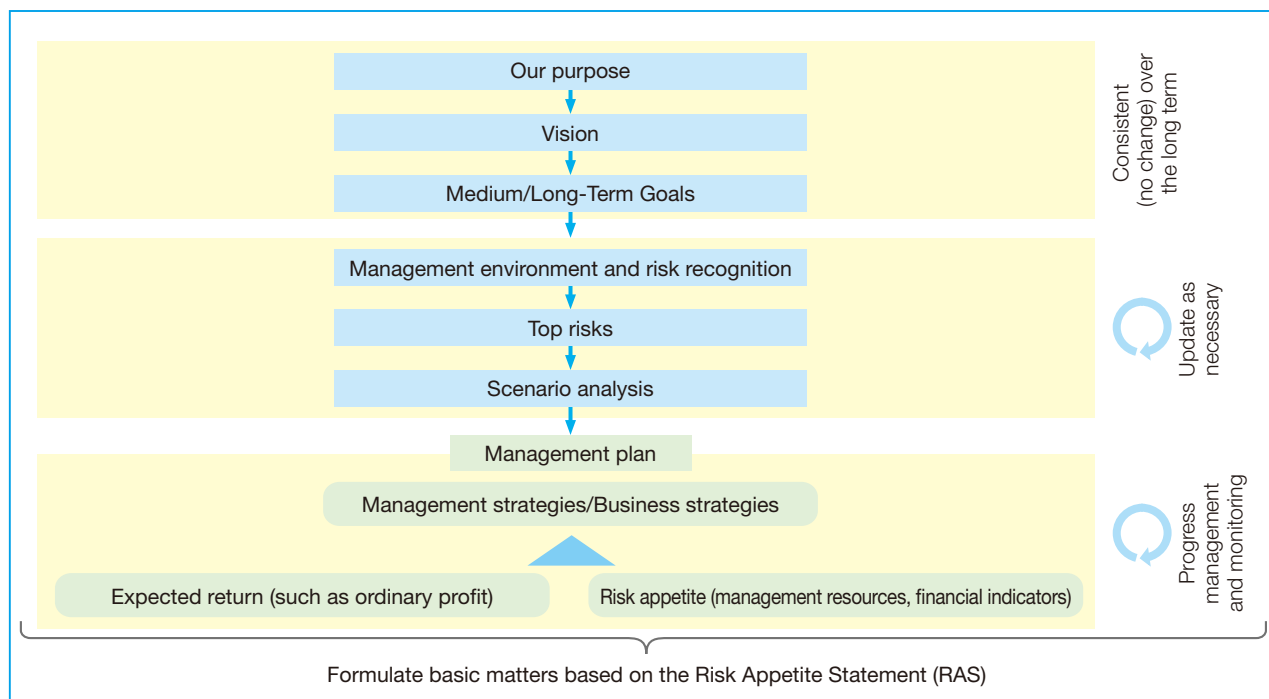 Our purpose
Vision
Medium/Long-Term Goals
Consistent
(no change) over
the long term
Management environment and risk recognition
Top risks
Scenario analysis
Update as
necessary
Management plan
Management strategies/Business strategies
Expected return (such as ordinary profit)
Risk appetite (management resources, financial indicators)
Progress
management
and monitoring
Formulate basic matters based on the Risk Appetite Statement (RAS)